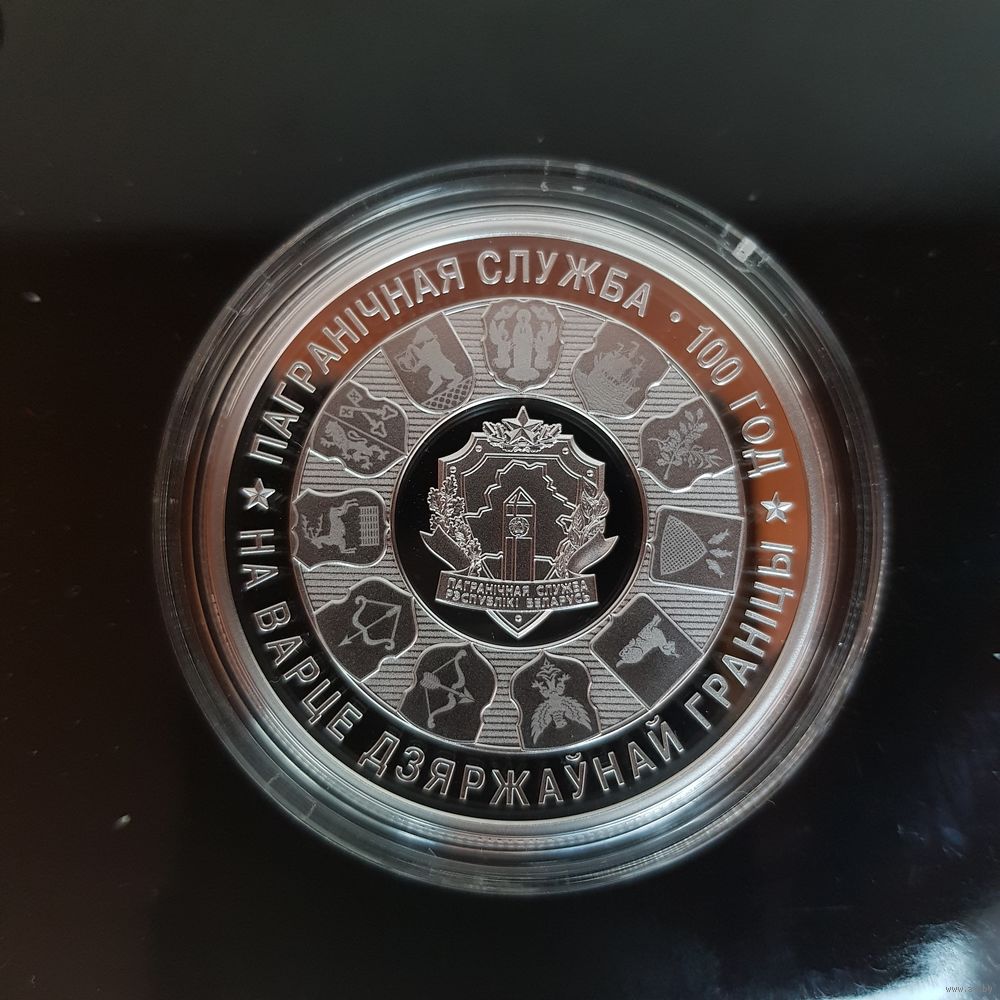 ПАГРАНІЧНАЯ СЛУЖБА · 100 ГОД
НА ВАРЦЕ ДЗЯРЖАЎНАЙ ГРАНІЦЫ
ПАГРАНІЧНАЯ СЛУЖБА
РЭСПУБЛІКІ БЕЛАРУСЬ